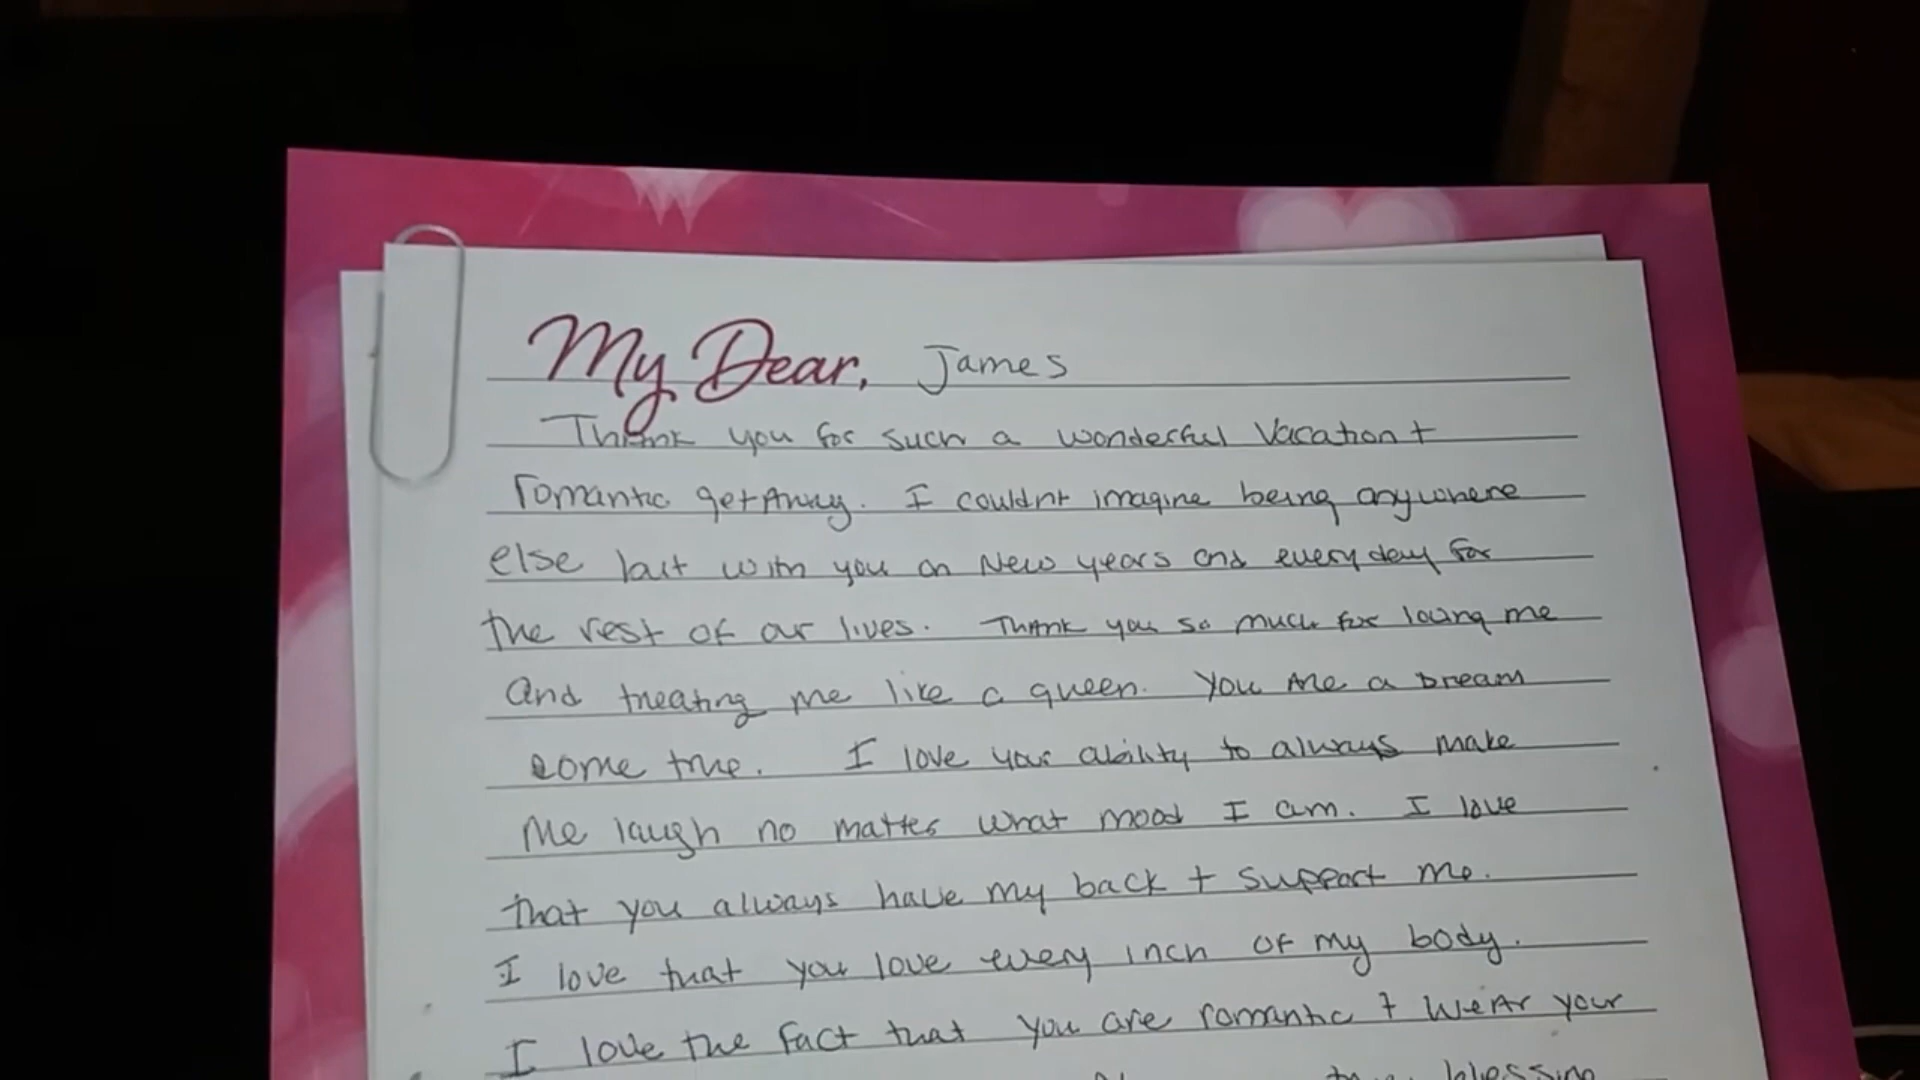 My Dear, James
Thank you for such a wonderful Vacation +
romantic getAway. I couldnt imagine being anywhere
else but with you on New years and everyday for
the rest of our lives. Thank you so much for loving me
And treating me like a queen. You Are a Dream
come true. I love your ability to always make
me laugh no matter what mood I am. I love
that you always have my back + support me.
I love that you love every inch of my body.
I love the fact that you are romantic + weAr your
blessing